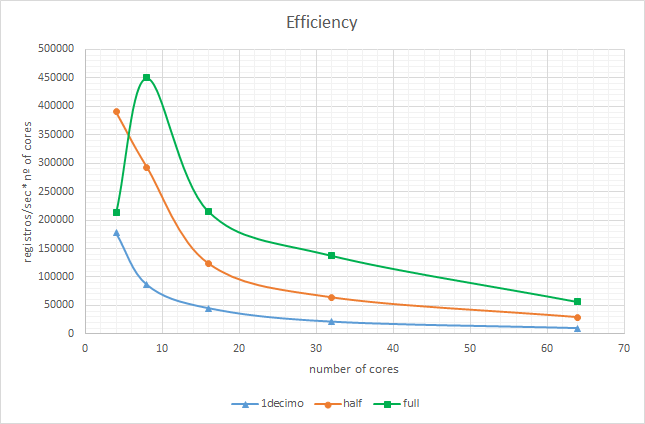 Efficiency
500000
450000
400000
350000
300000
250000
200000
150000
100000
50000
0
registros/sec*nº of cores
0 10 20 30 40 50 60 70
number of cores
1decimo half full